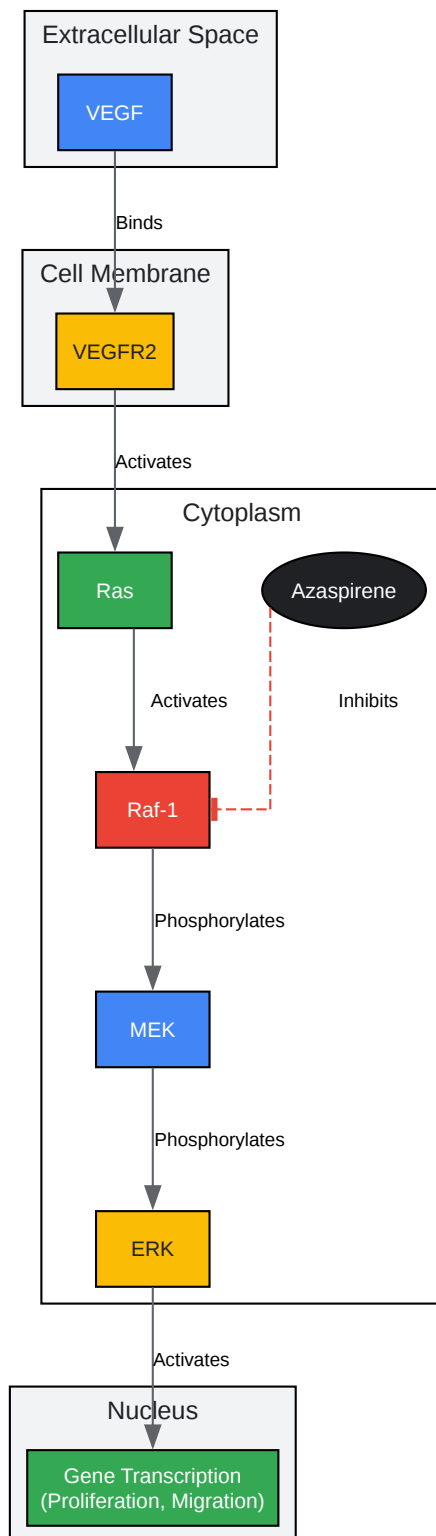 Extracellular Space
VEGF
Binds
Cell Membrane
VEGFR2
Activates
Cytoplasm
Ras
Azaspirene
Activates
Inhibits
Raf-1
Phosphorylates
MEK
Phosphorylates
ERK
Activates
Nucleus
Gene Transcription
(Proliferation, Migration)